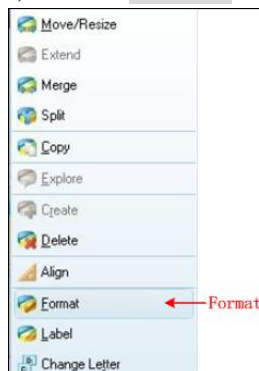 Move/Resize
Extend
Merge
Split
Copy
Explore
Create
Delete
Align
Format
Format
Label
Change Letter